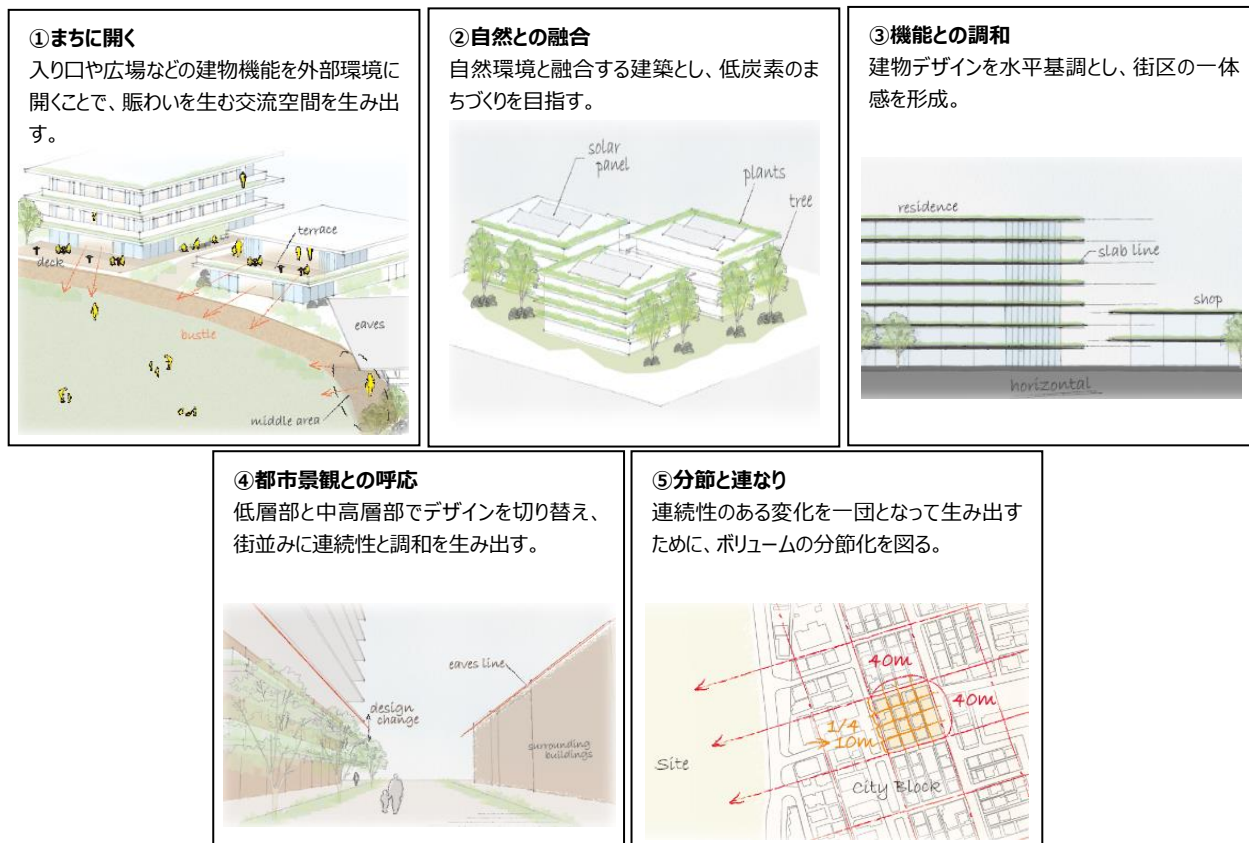 ①まちに開く
入り口や広場などの建物機能を外部環境に
開くことで、賑わいを生む交流空間を生み出
す。
terrace
deck
bustle
eaves
middle area
②自然との融合
自然環境と融合する建築とし、低炭素のま
ちづくりを目指す。
solar
panel
plants
tree
③機能との調和
建物デザインを水平基調とし、街区の一体
感を形成。
residence
slab line
shop
horizontal
④都市景観との呼応
低層部と中高層部でデザインを切り替え、
街並みに連続性と調和を生み出す。
eaves line
design
change
surrounding
buildings
⑤分節と連なり
連続性のある変化を一団となって生み出す
ために、ボリュームの分節化を図る。
40m
40m
1/4
→10m
Site
City Block